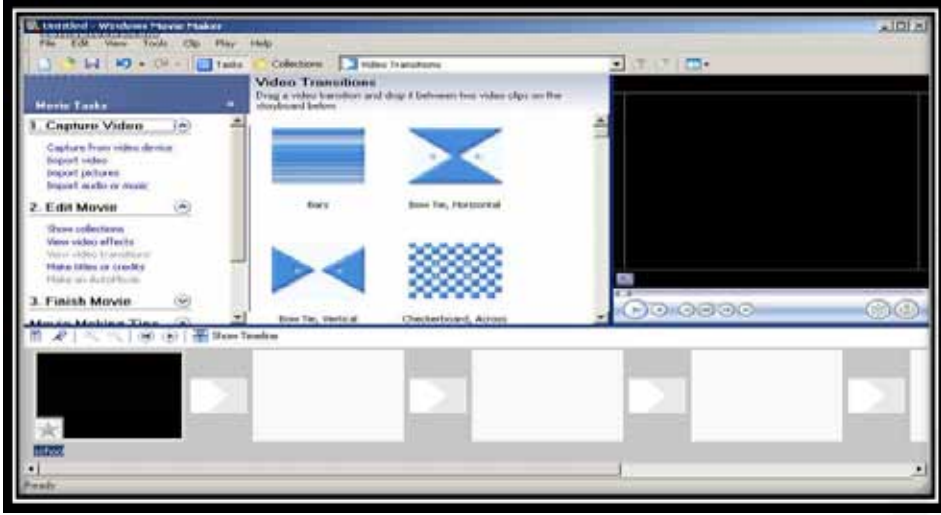 Untitled - Windows Movie Maker
File Edit View Tools Clip Play Help
Tasks Collections Video Transitions
Movie Tasks
Video Transitions
Drag a video transition and drop it between two video clips on the
storyboard below.
1. Capture Video
Capture from video device
Import video
Import pictures
Import audio or music
2. Edit Movie
Show collections
View video effects
View video transitions
Make titles or credits
Make an AutoMovie
3. Finish Movie
Movie Making Tips
Bars
Bow Tie, Horizontal
Bow Tie, Vertical
Checkerboard, Across
Show Timeline
Ready